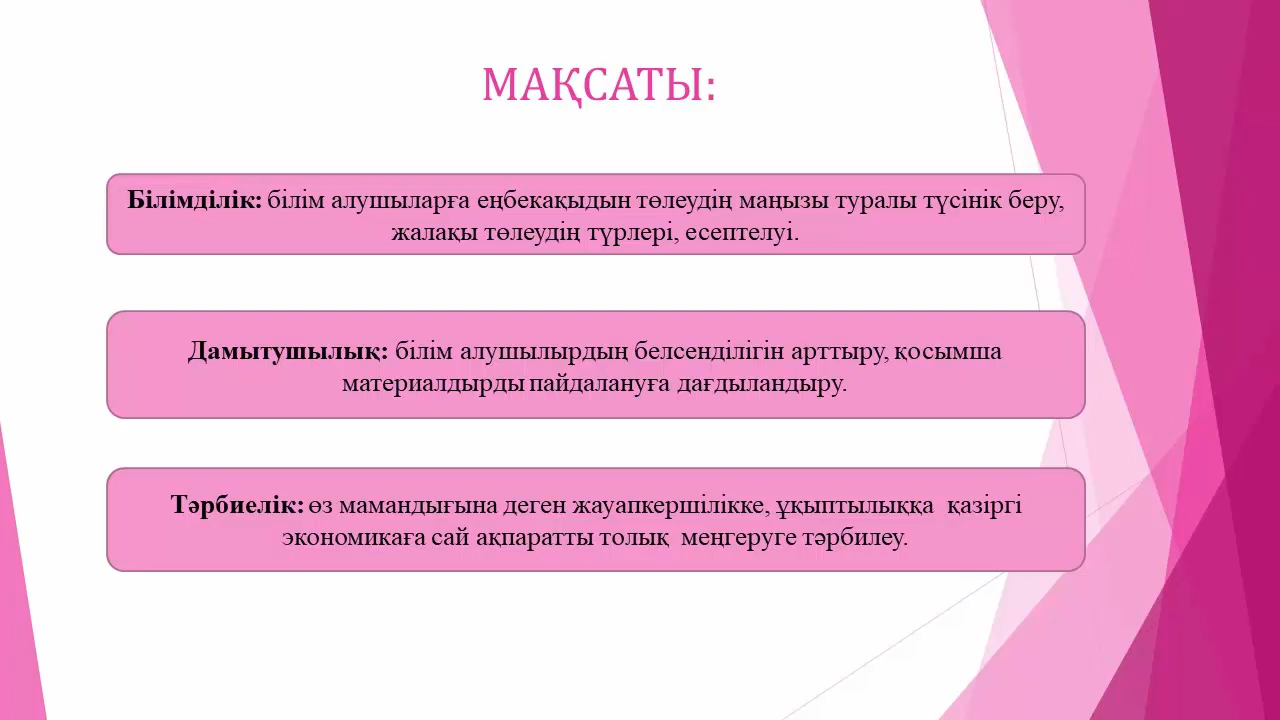 МАҚСАТЫ:
Білімділік: білім алушыларға еңбекақыдын төлеудің маңызы туралы түсінік беру,
жалақы төлеудің түрлері, есептелуі.
Дамытушылық: білім алушылырдың белсенділігін арттыру, қосымша
материалдырды пайдалануға дағдыландыру.
Тәрбиелік: өз мамандығына деген жауапкершілікке, ұқыптылыққа қазіргі
экономикаға сай ақпаратты толық меңгеруге тәрбилеу.